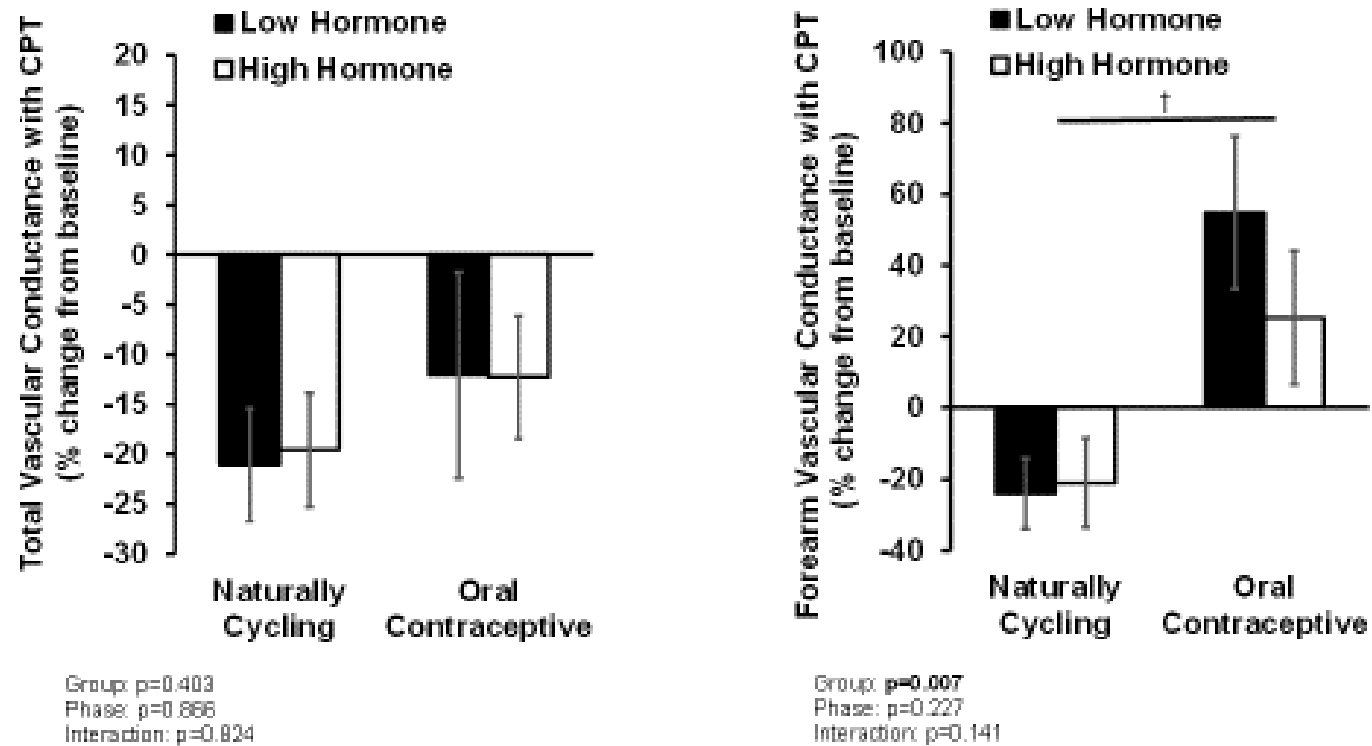 Total Vascular Conductance with CPT
(% change from baseline)
Low Hormone
High Hormone
20
15
10
5
0
-5
-10
-15
-20
-25
-30
Naturally
Cycling
Oral
Contraceptive
Group: p=0.403
Phase: p=0.866
Interaction: p=0.824
Forearm Vascular Conductance with CPT
(% change from baseline)
Low Hormone
High Hormone
100
80
60
40
20
0
-20
-40
†
Naturally
Cycling
Oral
Contraceptive
Group: p=0.007
Phase: p=0.227
Interaction: p=0.141